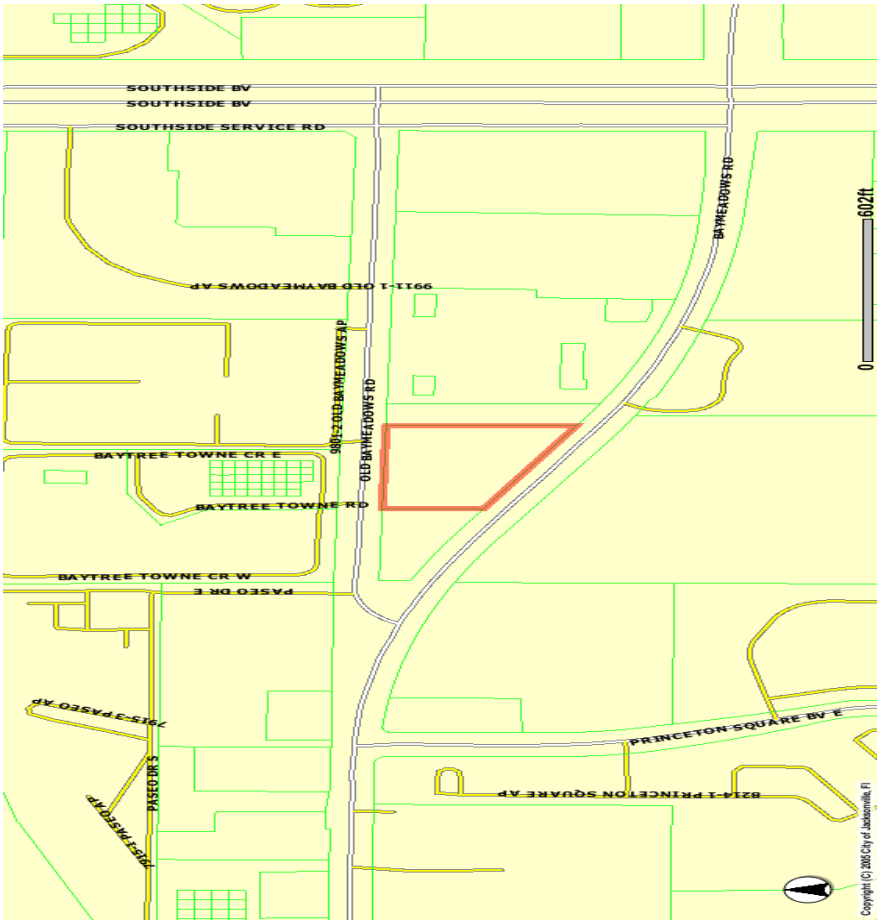 SOUTHSIDE BV
SOUTHSIDE BV
SOUTHSIDE SERVICE RD
BAYMEADOWS RD
602ft
0
9911-1 OLD BAYMEADOWS AP
9801-2 OLD BAYMEADOWS AP
OLD BAYMEADOWS RD
BAYTREE TOWNE CR E
BAYTREE TOWNE RD
BAYTREE TOWNE CR W
PASEO DR E
7915-3 PASEO AP
PRINCETON SQUARE BV E
PASEO DR S
8214-1 PRINCETON SQUARE AP
7915-1 PASEO AP
Copyright (C) 2005 City of Jacksonville, Fl